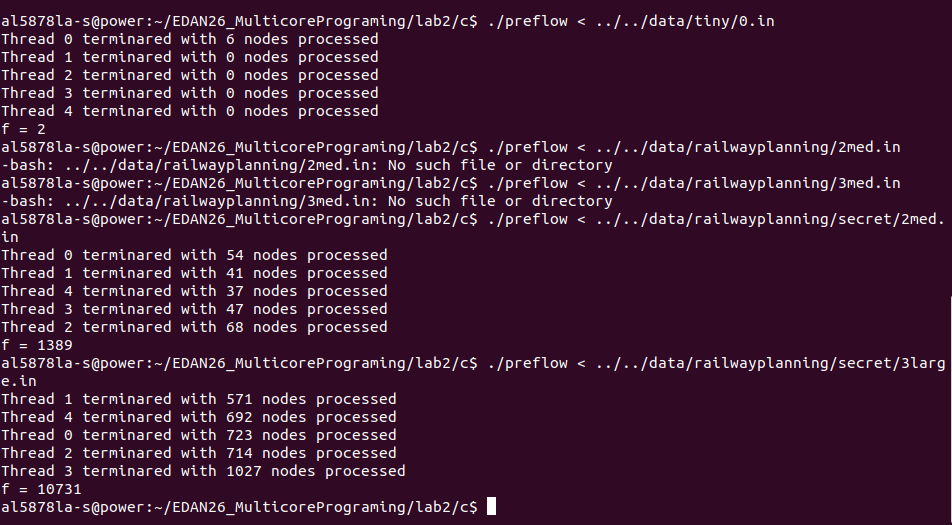 al5878la-s@power:~/EDAN26_MulticorePrograming/lab2/c$ ./preflow < ../../data/tiny/0.in
Thread 0 terminared with 6 nodes processed
Thread 1 terminared with 0 nodes processed
Thread 2 terminared with 0 nodes processed
Thread 3 terminared with 0 nodes processed
Thread 4 terminared with 0 nodes processed
f = 2
al5878la-s@power:~/EDAN26_MulticorePrograming/lab2/c$ ./preflow < ../../data/railwayplanning/2med.in
-bash: ../../data/railwayplanning/2med.in: No such file or directory
al5878la-s@power:~/EDAN26_MulticorePrograming/lab2/c$ ./preflow < ../../data/railwayplanning/3med.in
-bash: ../../data/railwayplanning/3med.in: No such file or directory
al5878la-s@power:~/EDAN26_MulticorePrograming/lab2/c$ ./preflow < ../../data/railwayplanning/secret/2med.
in
Thread 0 terminared with 54 nodes processed
Thread 1 terminared with 41 nodes processed
Thread 4 terminared with 37 nodes processed
Thread 3 terminared with 47 nodes processed
Thread 2 terminared with 68 nodes processed
f = 1389
al5878la-s@power:~/EDAN26_MulticorePrograming/lab2/c$ ./preflow < ../../data/railwayplanning/secret/3larg
e.in
Thread 1 terminared with 571 nodes processed
Thread 4 terminared with 692 nodes processed
Thread 0 terminared with 723 nodes processed
Thread 2 terminared with 714 nodes processed
Thread 3 terminared with 1027 nodes processed
f = 10731
al5878la-s@power:~/EDAN26_MulticorePrograming/lab2/c$